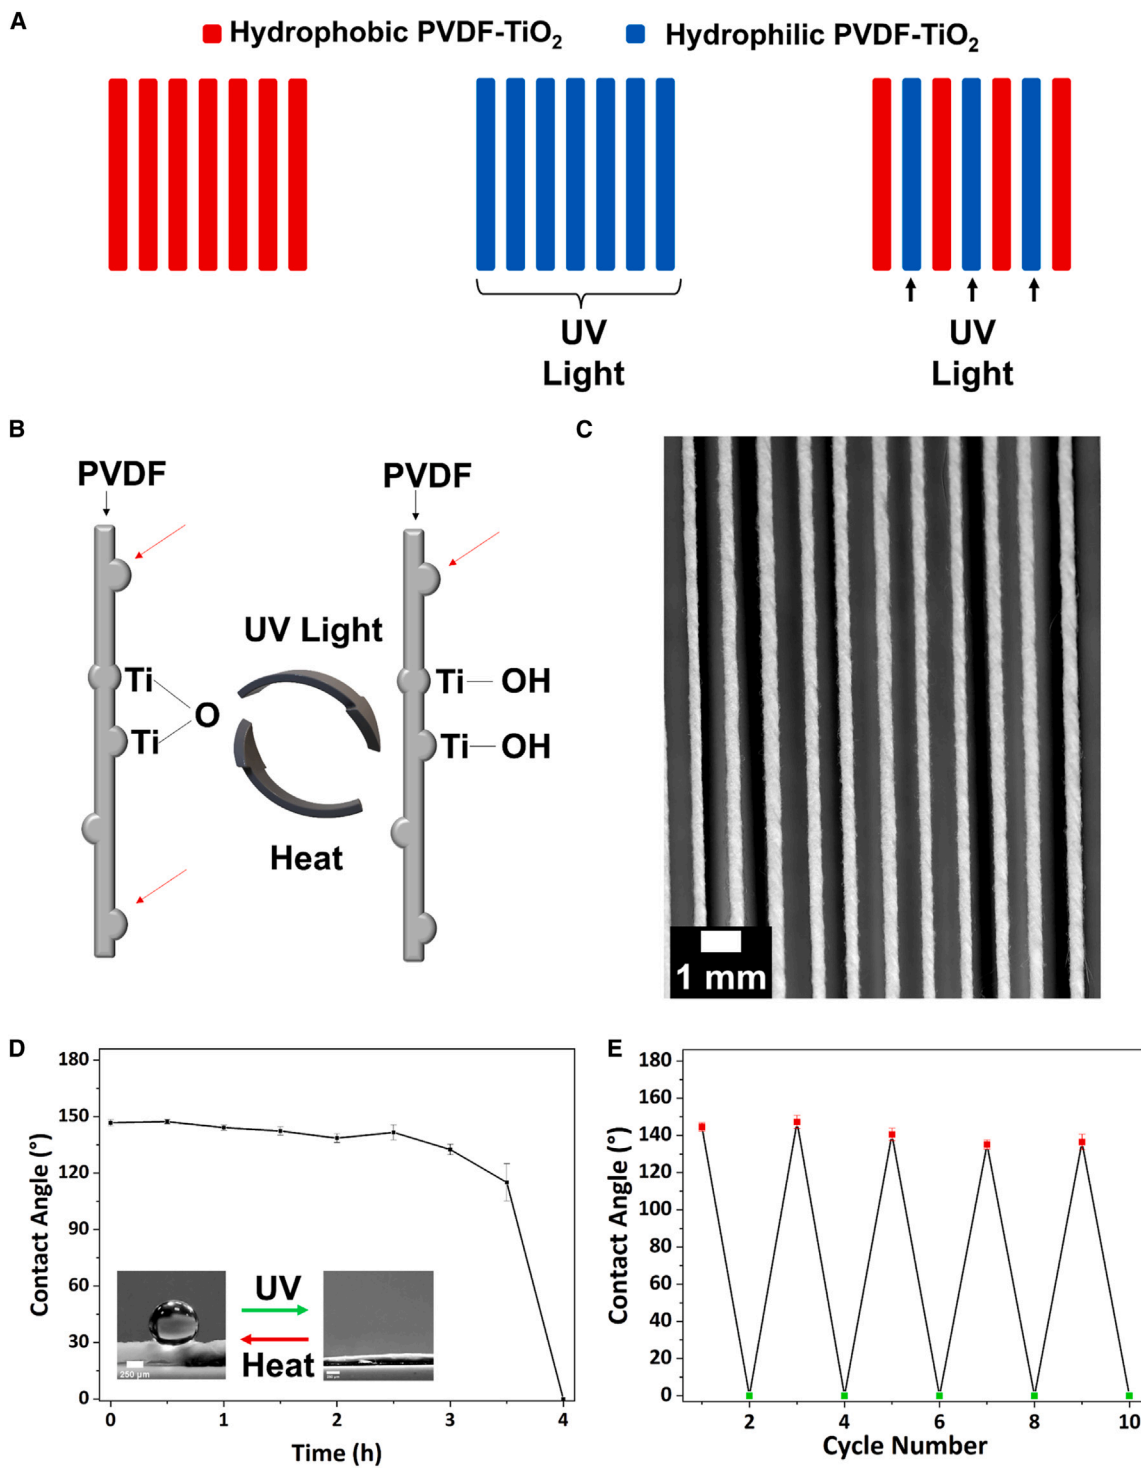 A
Hydrophobic PVDF-TiO₂
Hydrophilic PVDF-TiO₂
UV
Light
UV
Light
B
PVDF
PVDF
UV Light
Ti
O
Ti
Ti
OH
Ti
OH
Heat
C
1 mm
D
180
150
120
90
60
30
0
Contact Angle (°)
UV
Heat
250 µm
0
1
2
3
4
Time (h)
E
180
160
140
120
100
80
60
40
20
0
Contact Angle (°)
2
4
6
8
10
Cycle Number